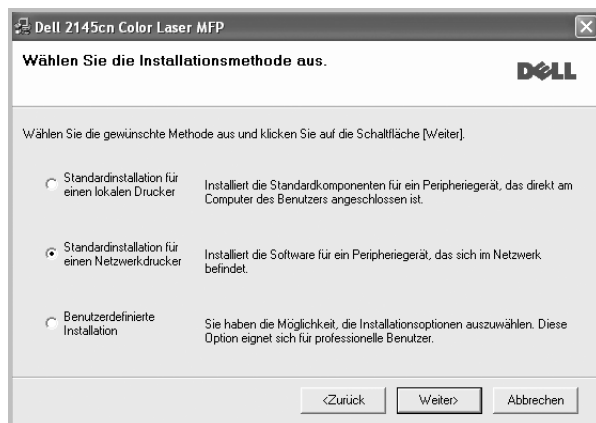 Dell 2145cn Color Laser MFP
Wählen Sie die Installationsmethode aus.
DELL
Wählen Sie die gewünschte Methode aus und klicken Sie auf die Schaltfläche [Weiter].
Standardinstallation für
einen lokalen Drucker
Installiert die Standardkomponenten für ein Peripheriegerät, das direkt am
Computer des Benutzers angeschlossen ist.
Standardinstallation für
einen Netzwerkdrucker
Installiert die Software für ein Peripheriegerät, das sich im Netzwerk
befindet.
Benutzerdefinierte
Installation
Sie haben die Möglichkeit, die Installationsoptionen auszuwählen. Diese
Option eignet sich für professionelle Benutzer.
<Zurück
Weiter>
Abbrechen